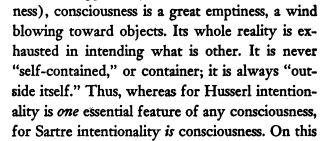 ness), consciousness is a great emptiness, a wind
blowing toward objects. Its whole reality is ex-
hausted in intending what is other. It is never
“self-contained,” or container; it is always “out-
side itself.” Thus, whereas for Husserl intention-
ality is one essential feature of any consciousness,
for Sartre intentionality is consciousness. On this